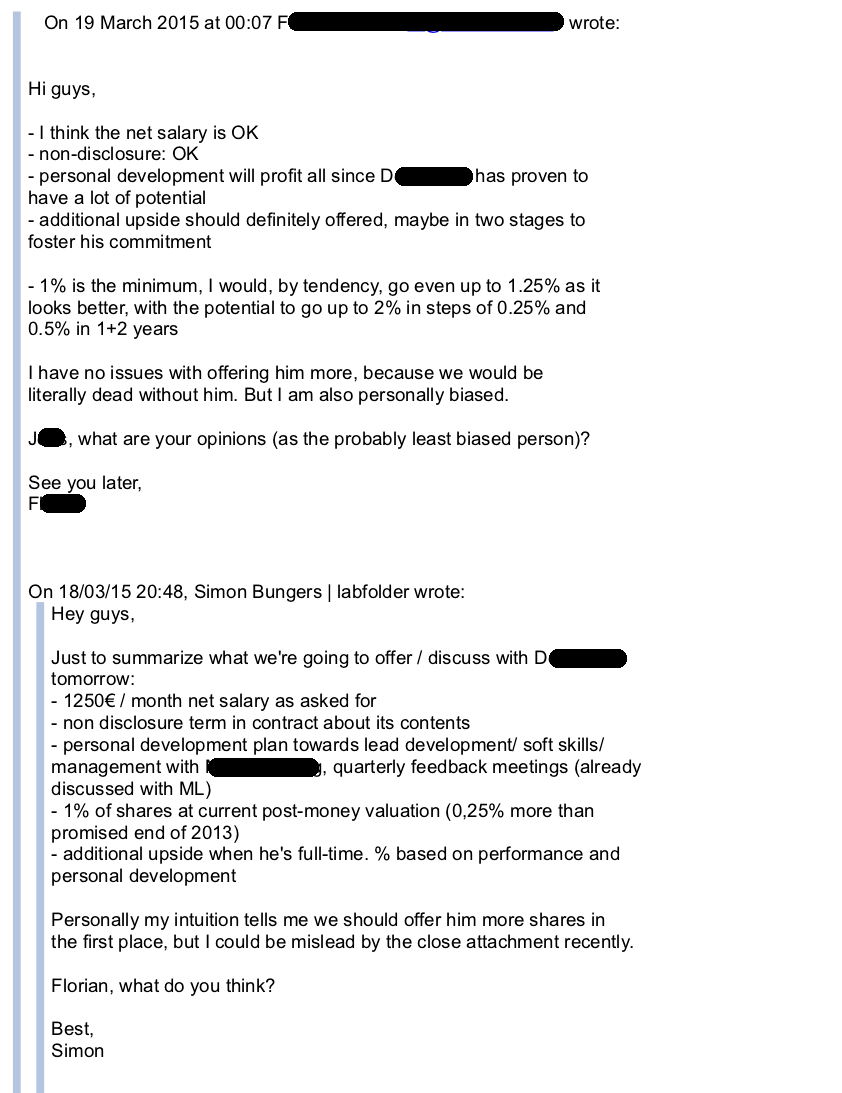 On 19 March 2015 at 00:07 F wrote:
Hi guys,
- I think the net salary is OK
- non-disclosure: OK
- personal development will profit all since D has proven to
have a lot of potential
- additional upside should definitely offered, maybe in two stages to
foster his commitment
- 1% is the minimum, I would, by tendency, go even up to 1.25% as it
looks better, with the potential to go up to 2% in steps of 0.25% and
0.5% in 1+2 years
I have no issues with offering him more, because we would be
literally dead without him. But I am also personally biased.
J s, what are your opinions (as the probably least biased person)?
See you later,
F
On 18/03/15 20:48, Simon Bungers | labfolder wrote:
Hey guys,
Just to summarize what we're going to offer / discuss with D
tomorrow:
- 1250€ / month net salary as asked for
- non disclosure term in contract about its contents
- personal development plan towards lead development/ soft skills/
management with , quarterly feedback meetings (already
discussed with ML)
- 1% of shares at current post-money valuation (0,25% more than
promised end of 2013)
- additional upside when he's full-time. % based on performance and
personal development
Personally my intuition tells me we should offer him more shares in
the first place, but I could be mislead by the close attachment recently.
Florian, what do you think?
Best,
Simon